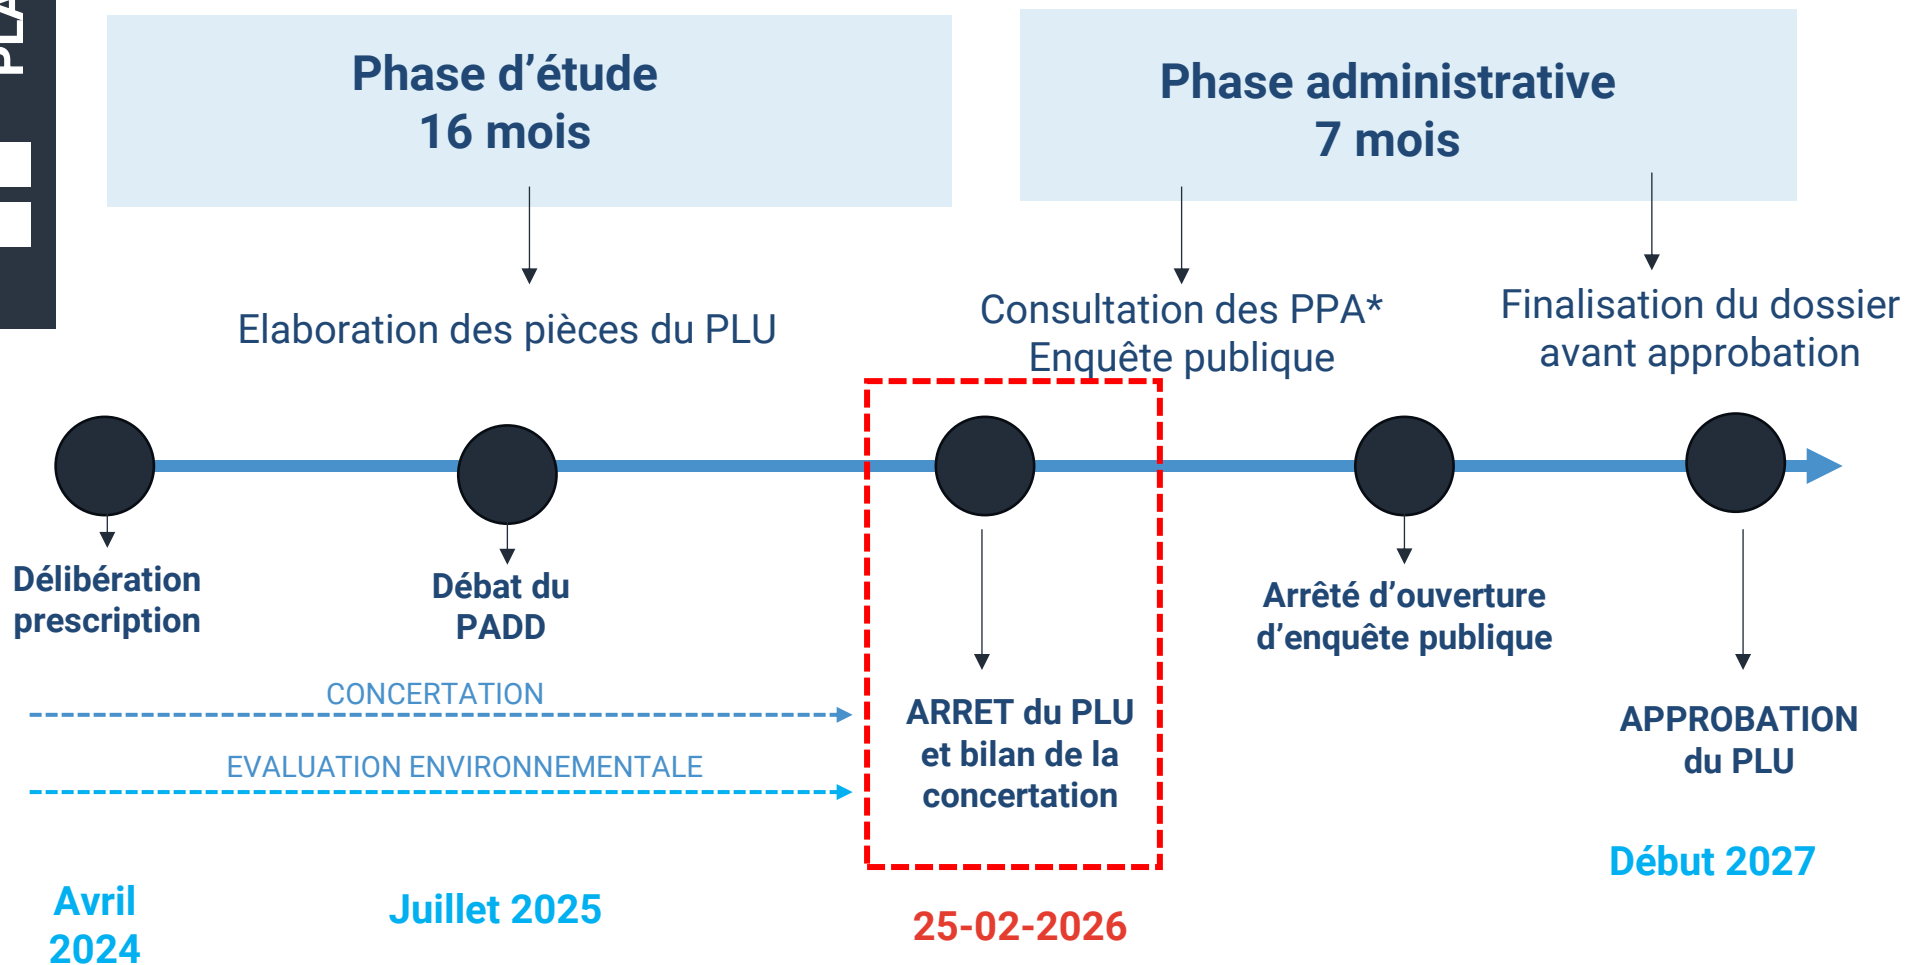 Phase d’étude
16 mois
Phase administrative
7 mois
Elaboration des pièces du PLU
Consultation des PPA*
Enquête publique
Finalisation du dossier
avant approbation
Délibération
prescription
Débat du
PADD
ARRET du PLU
et bilan de la
concertation
Arrêté d’ouverture
d’enquête publique
APPROBATION
du PLU
CONCERTATION
EVALUATION ENVIRONNEMENTALE
Avril
2024
Juillet 2025
25-02-2026
Début 2027